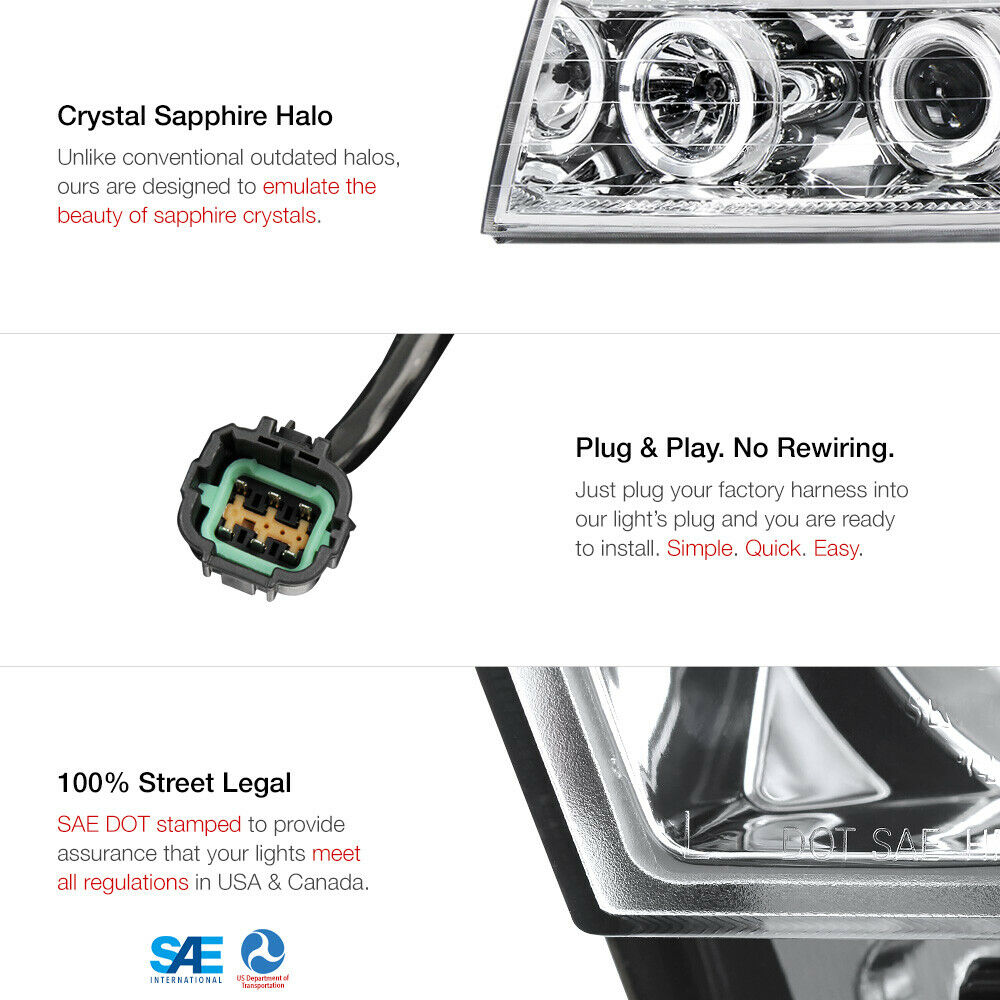 Crystal Sapphire Halo
Unlike conventional outdated halos,
ours are designed to emulate the
beauty of sapphire crystals.
Plug & Play. No Rewiring.
Just plug your factory harness into
our light's plug and you are ready
to install. Simple. Quick. Easy.
100% Street Legal
SAE DOT stamped to provide
assurance that your lights meet
all regulations in USA & Canada.
L DOT SAE
SAE
INTERNATIONAL
US Department of
Transportation